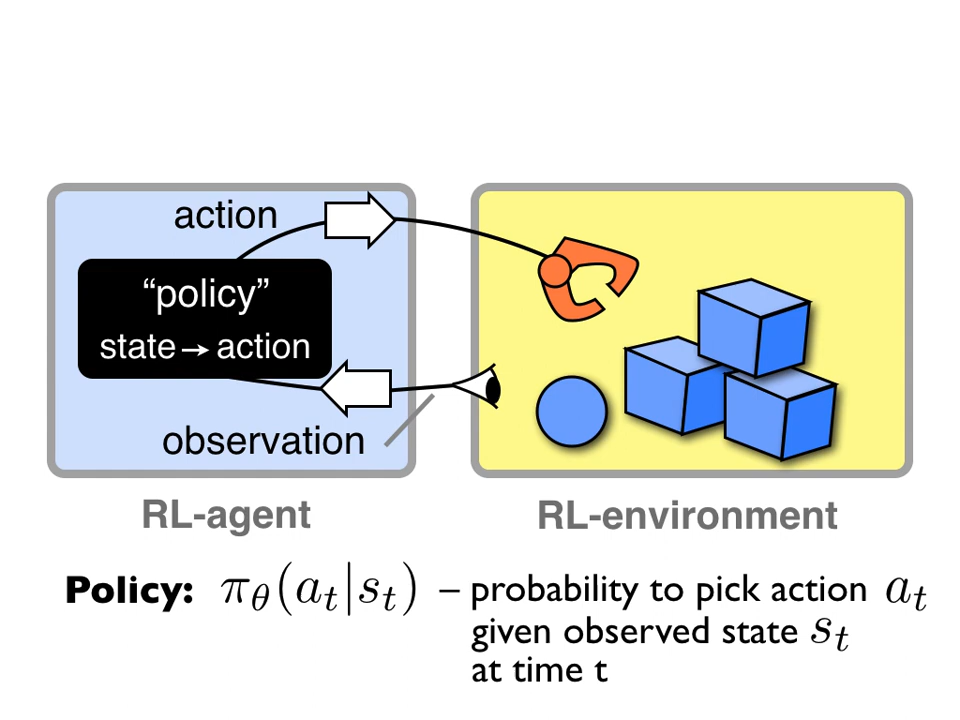 action
“policy”
state → action
observation
RL-agent
RL-environment
Policy: π_θ(a_t|s_t) – probability to pick action a_t
given observed state s_t
at time t